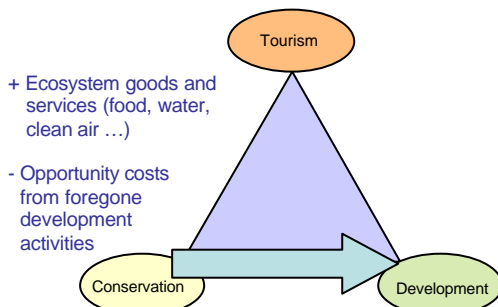 Tourism
+ Ecosystem goods and
services (food, water,
clean air …)
- Opportunity costs
from foregone
development
activities
Conservation
Development